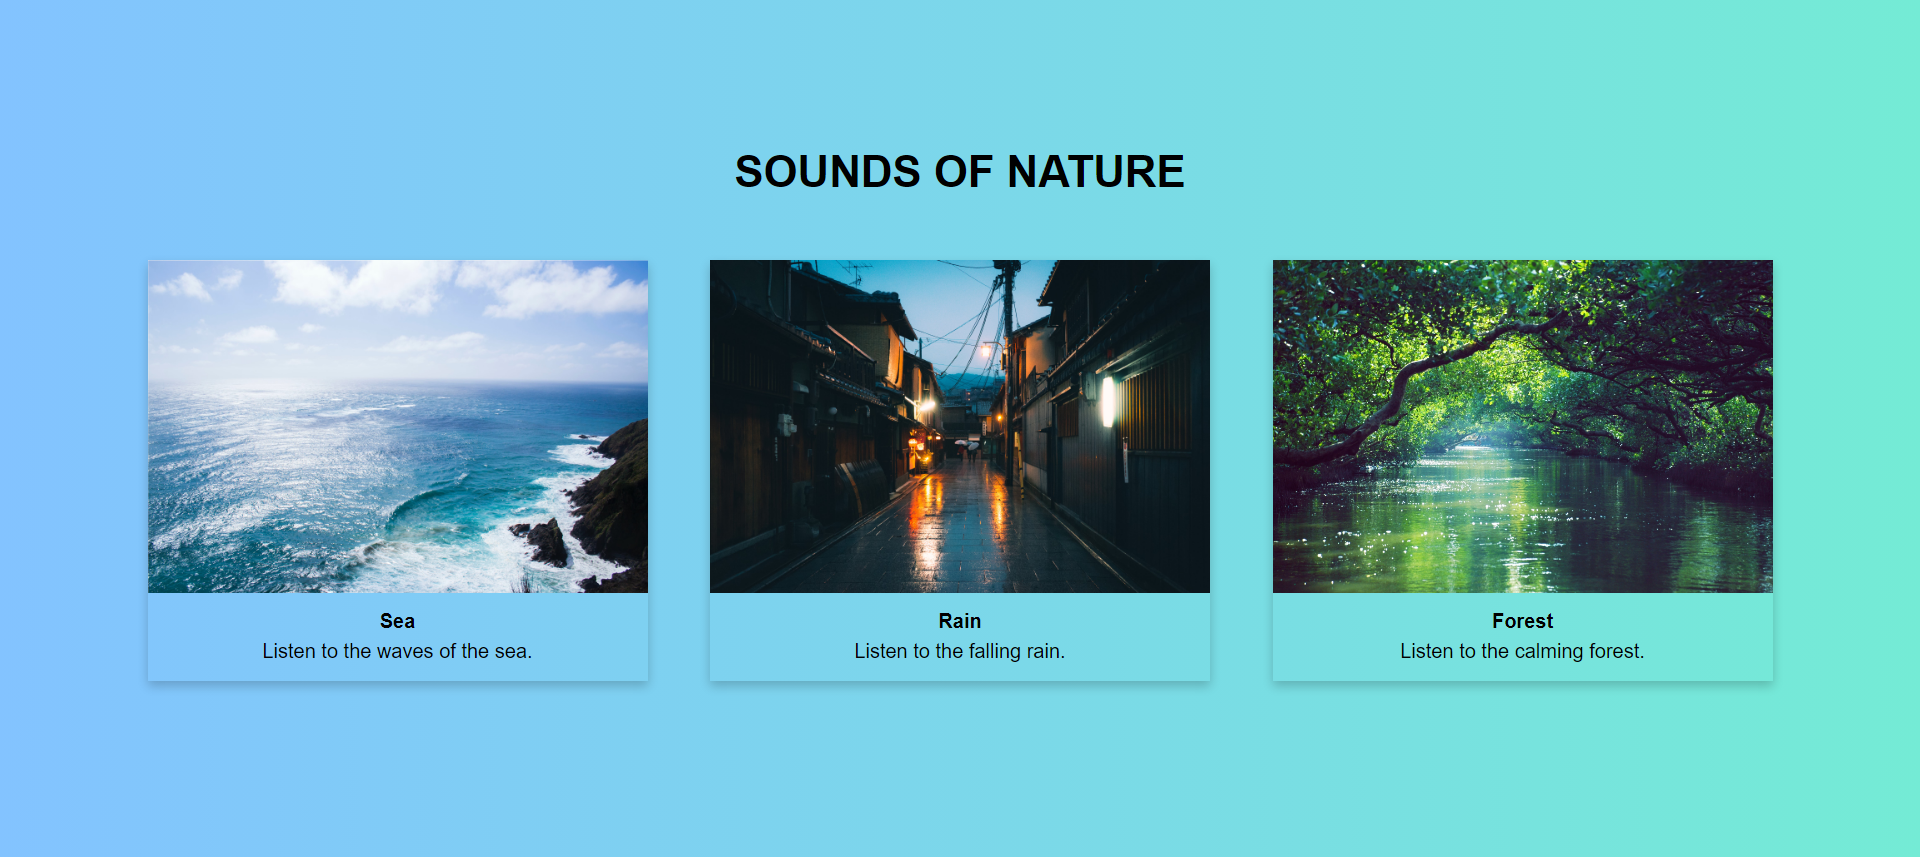 SOUNDS OF NATURE
Sea
Listen to the waves of the sea.
Rain
Listen to the falling rain.
Forest
Listen to the calming forest.